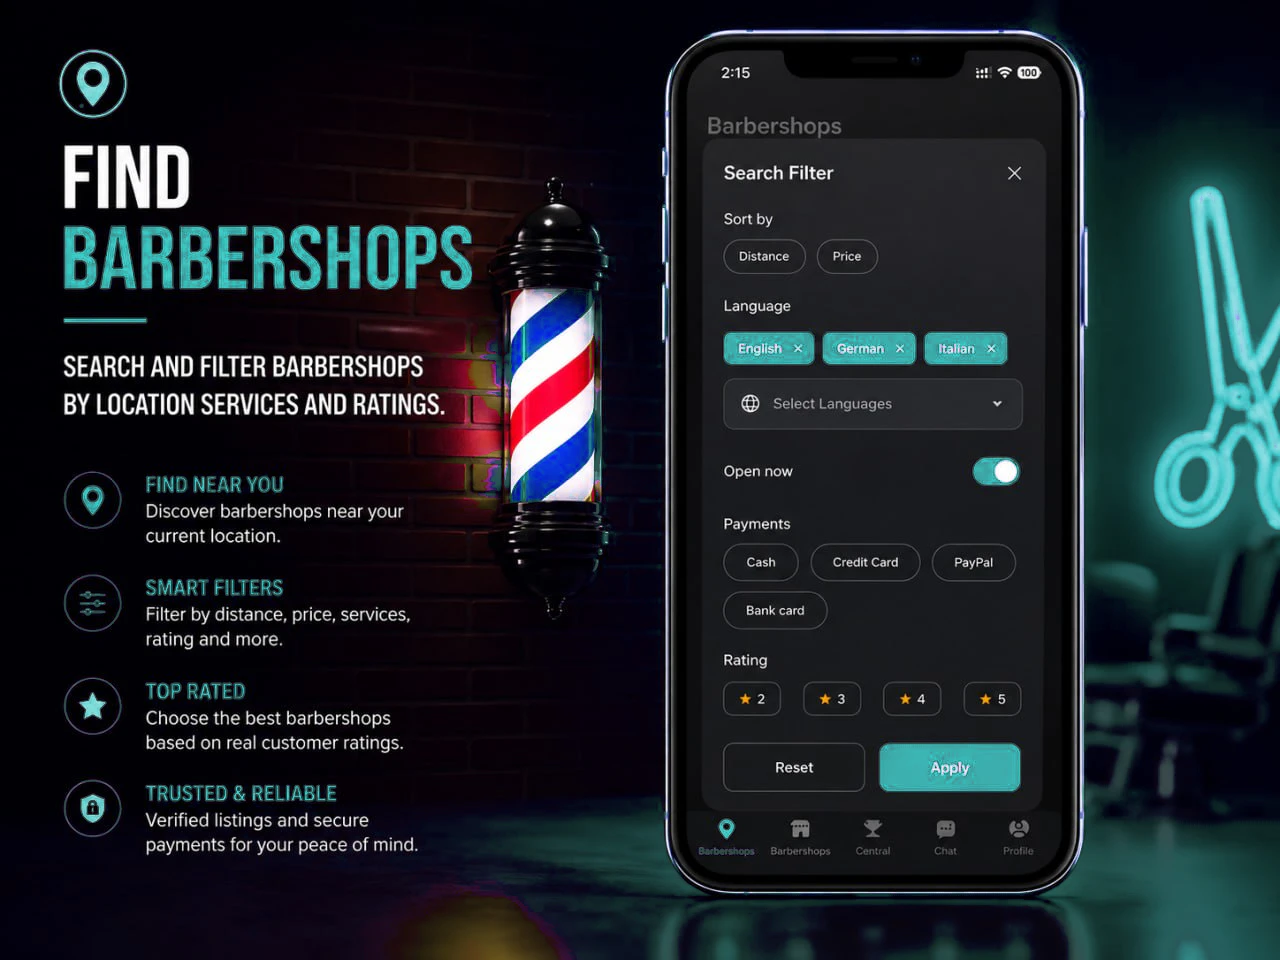 FIND
BARBERSHOPS
SEARCH AND FILTER BARBERSHOPS
BY LOCATION SERVICES AND RATINGS.
FIND NEAR YOU
Discover barbershops near your
current location.
SMART FILTERS
Filter by distance, price, services,
rating and more.
TOP RATED
Choose the best barbershops
based on real customer ratings.
TRUSTED & RELIABLE
Verified listings and secure
payments for your peace of mind.
2:15
100
Barbershops
Search Filter
Sort by
Distance Price
Language
English × German × Italian ×
Select Languages
Open now
Payments
Cash Credit Card PayPal
Bank card
Rating
2 3 4 5
Reset Apply
Barbershops Barbershops Central Chat Profile